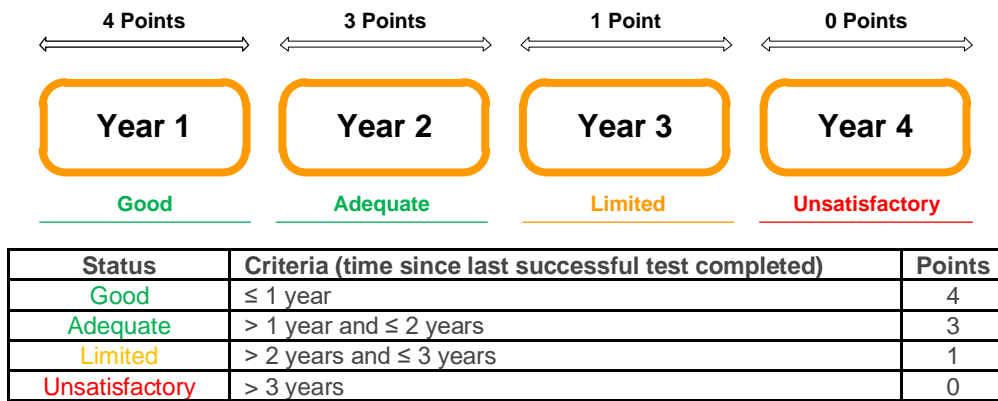 4 Points 3 Points 1 Point 0 Points
Year 1 Year 2 Year 3 Year 4
Good Adequate Limited Unsatisfactory
Status Criteria (time since last successful test completed) Points
Good ≤ 1 year 4
Adequate > 1 year and ≤ 2 years 3
Limited > 2 years and ≤ 3 years 1
Unsatisfactory > 3 years 0